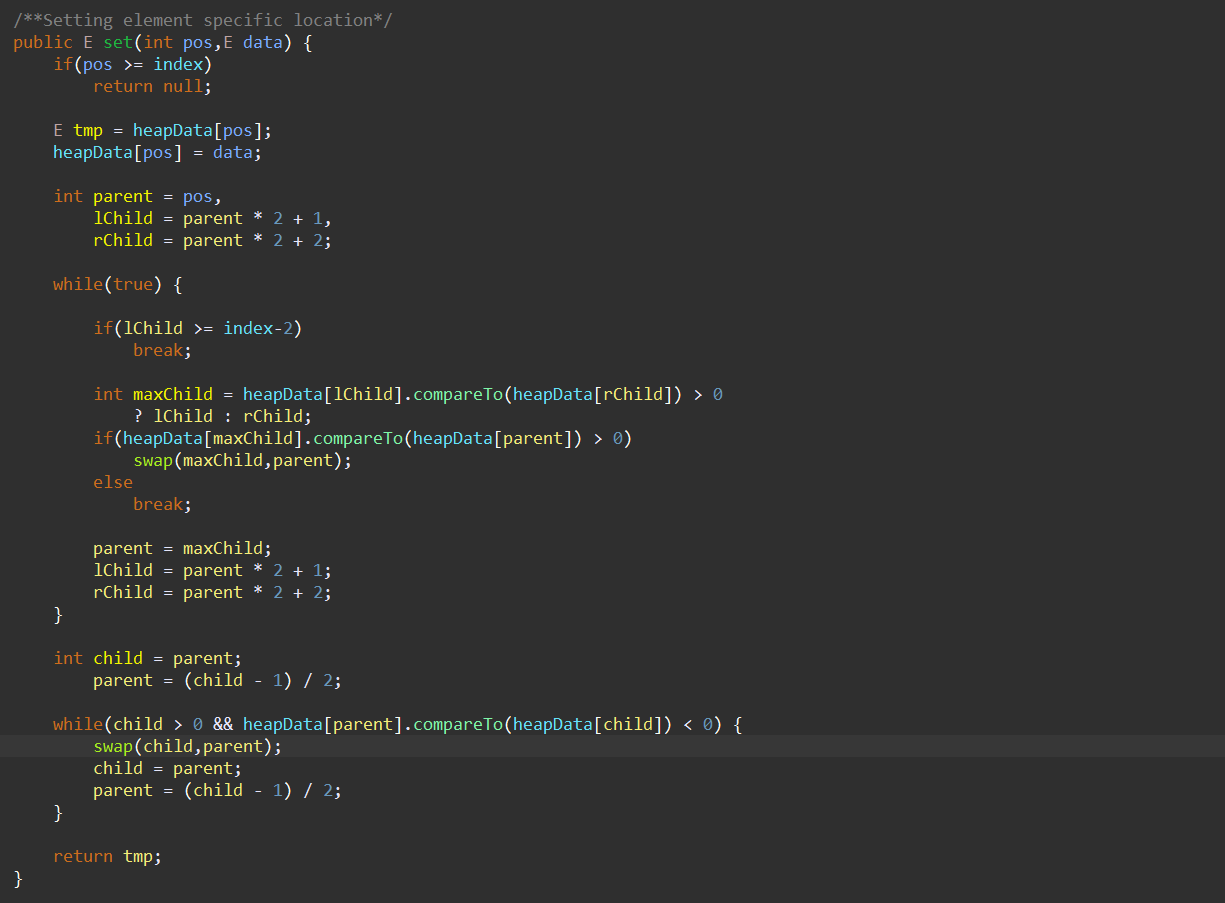 /**Setting element specific location*/
public E set(int pos,E data) {
    if(pos >= index)
        return null;

    E tmp = heapData[pos];
    heapData[pos] = data;

    int parent = pos,
        lChild = parent * 2 + 1,
        rChild = parent * 2 + 2;

    while(true) {

        if(lChild >= index-2)
            break;

        int maxChild = heapData[lChild].compareTo(heapData[rChild]) > 0
            ? lChild : rChild;
        if(heapData[maxChild].compareTo(heapData[parent]) > 0)
            swap(maxChild,parent);
        else
            break;

        parent = maxChild;
        lChild = parent * 2 + 1;
        rChild = parent * 2 + 2;
    }

    int child = parent;
        parent = (child - 1) / 2;

    while(child > 0 && heapData[parent].compareTo(heapData[child]) < 0) {
        swap(child,parent);
        child = parent;
        parent = (child - 1) / 2;
    }

    return tmp;
}